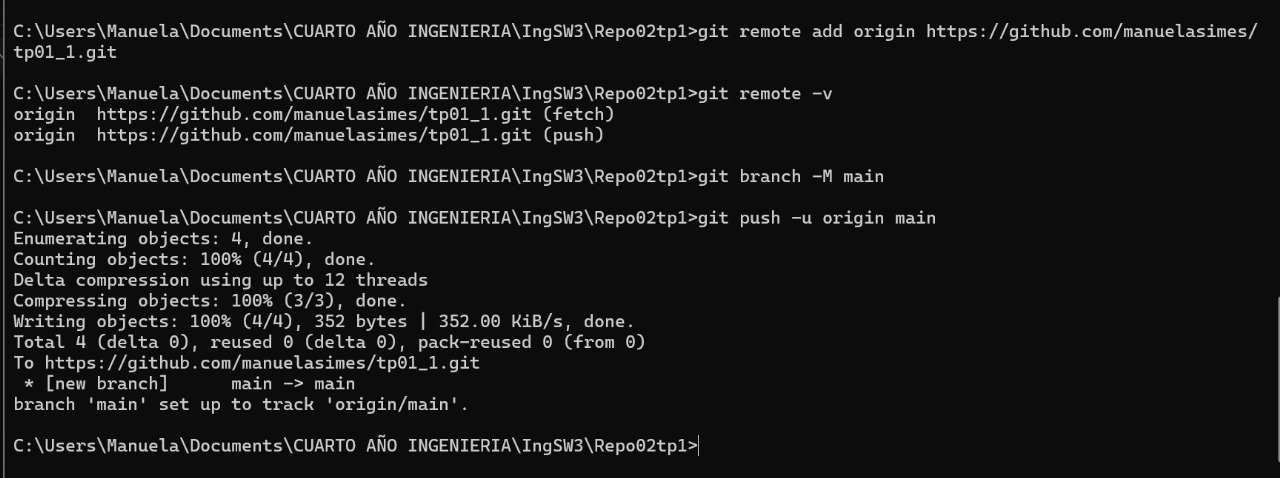 C:\Users\Manuela\Documents\CUARTO AÑO INGENIERIA\IngSW3\Repo02tp1>git remote add origin https://github.com/manuelasimes/
tp01_1.git
C:\Users\Manuela\Documents\CUARTO AÑO INGENIERIA\IngSW3\Repo02tp1>git remote -v
origin  https://github.com/manuelasimes/tp01_1.git (fetch)
origin  https://github.com/manuelasimes/tp01_1.git (push)
C:\Users\Manuela\Documents\CUARTO AÑO INGENIERIA\IngSW3\Repo02tp1>git branch -M main
C:\Users\Manuela\Documents\CUARTO AÑO INGENIERIA\IngSW3\Repo02tp1>git push -u origin main
Enumerating objects: 4, done.
Counting objects: 100% (4/4), done.
Delta compression using up to 12 threads
Compressing objects: 100% (3/3), done.
Writing objects: 100% (4/4), 352 bytes | 352.00 KiB/s, done.
Total 4 (delta 0), reused 0 (delta 0), pack-reused 0 (from 0)
To https://github.com/manuelasimes/tp01_1.git
 * [new branch]      main -> main
branch 'main' set up to track 'origin/main'.
C:\Users\Manuela\Documents\CUARTO AÑO INGENIERIA\IngSW3\Repo02tp1>